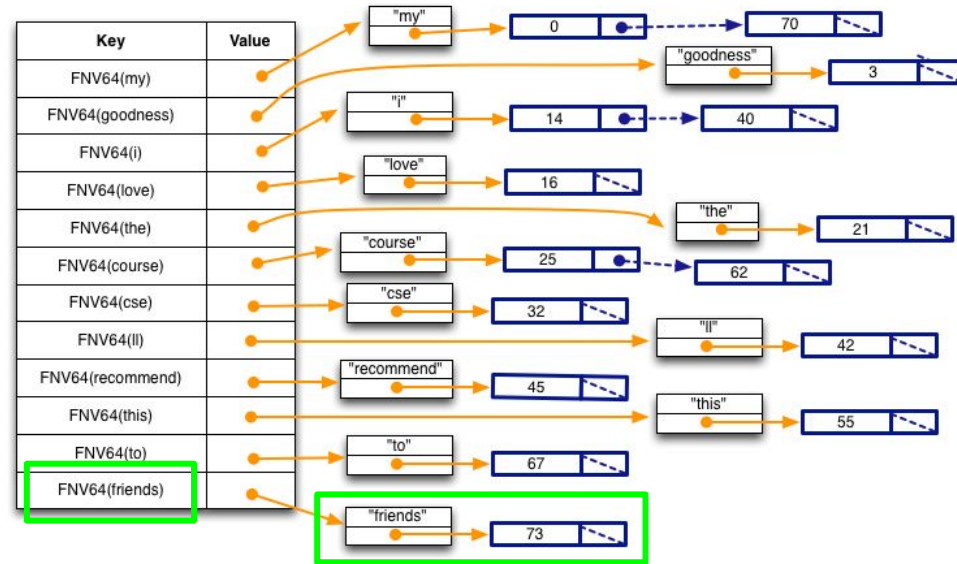 Key Value
FNV64(my) "my" 0 70
FNV64(goodness) "goodness" 3
FNV64(i) "i" 14 40
FNV64(love) "love" 16
FNV64(the) "the" 21
FNV64(course) "course" 25 62
FNV64(cse) "cse" 32
FNV64(ll) "ll" 42
FNV64(recommend) "recommend" 45
FNV64(this) "this" 55
FNV64(to) "to" 67
FNV64(friends) "friends" 73